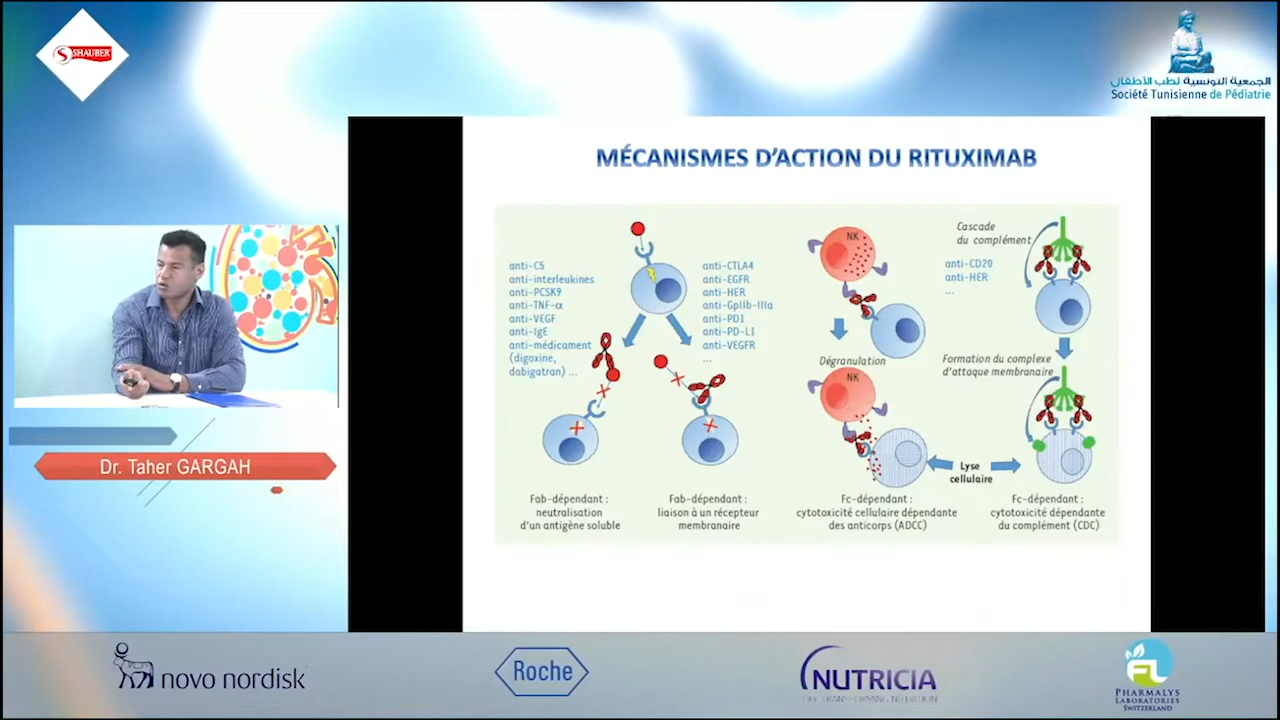 SHAUBER
الجمعية التونسية لطب الأطفال
Société Tunisienne de Pédiatrie
MÉCANISMES D'ACTION DU RITUXIMAB
anti-C5
anti-interleukines
anti-PCSK9
anti-TNF-α
anti-VEGF
anti-IgE
anti-médicament
(digoxine,
dabigatran) ...
anti-CTLA4
anti-EGFR
anti-HER
anti-GpIIb-IIIa
anti-PD1
anti-PD-L1
anti-VEGFR
...
NK
Dégranulation
NK
Cascade
du complément
anti-CD20
anti-HER
...
Formation du complexe
d'attaque membranaire
Lyse
cellulaire
Fab-dépendant :
neutralisation
d'un antigène soluble
Fab-dépendant :
liaison à un récepteur
membranaire
Fc-dépendant :
cytotoxicité cellulaire dépendante
des anticorps (ADCC)
Fc-dépendant :
cytotoxicité dépendante
du complément (CDC)
Dr. Taher GARGAH
novo nordisk
Roche
NUTRICIA
PHARMALYS
LABORATORIES
SWITZERLAND